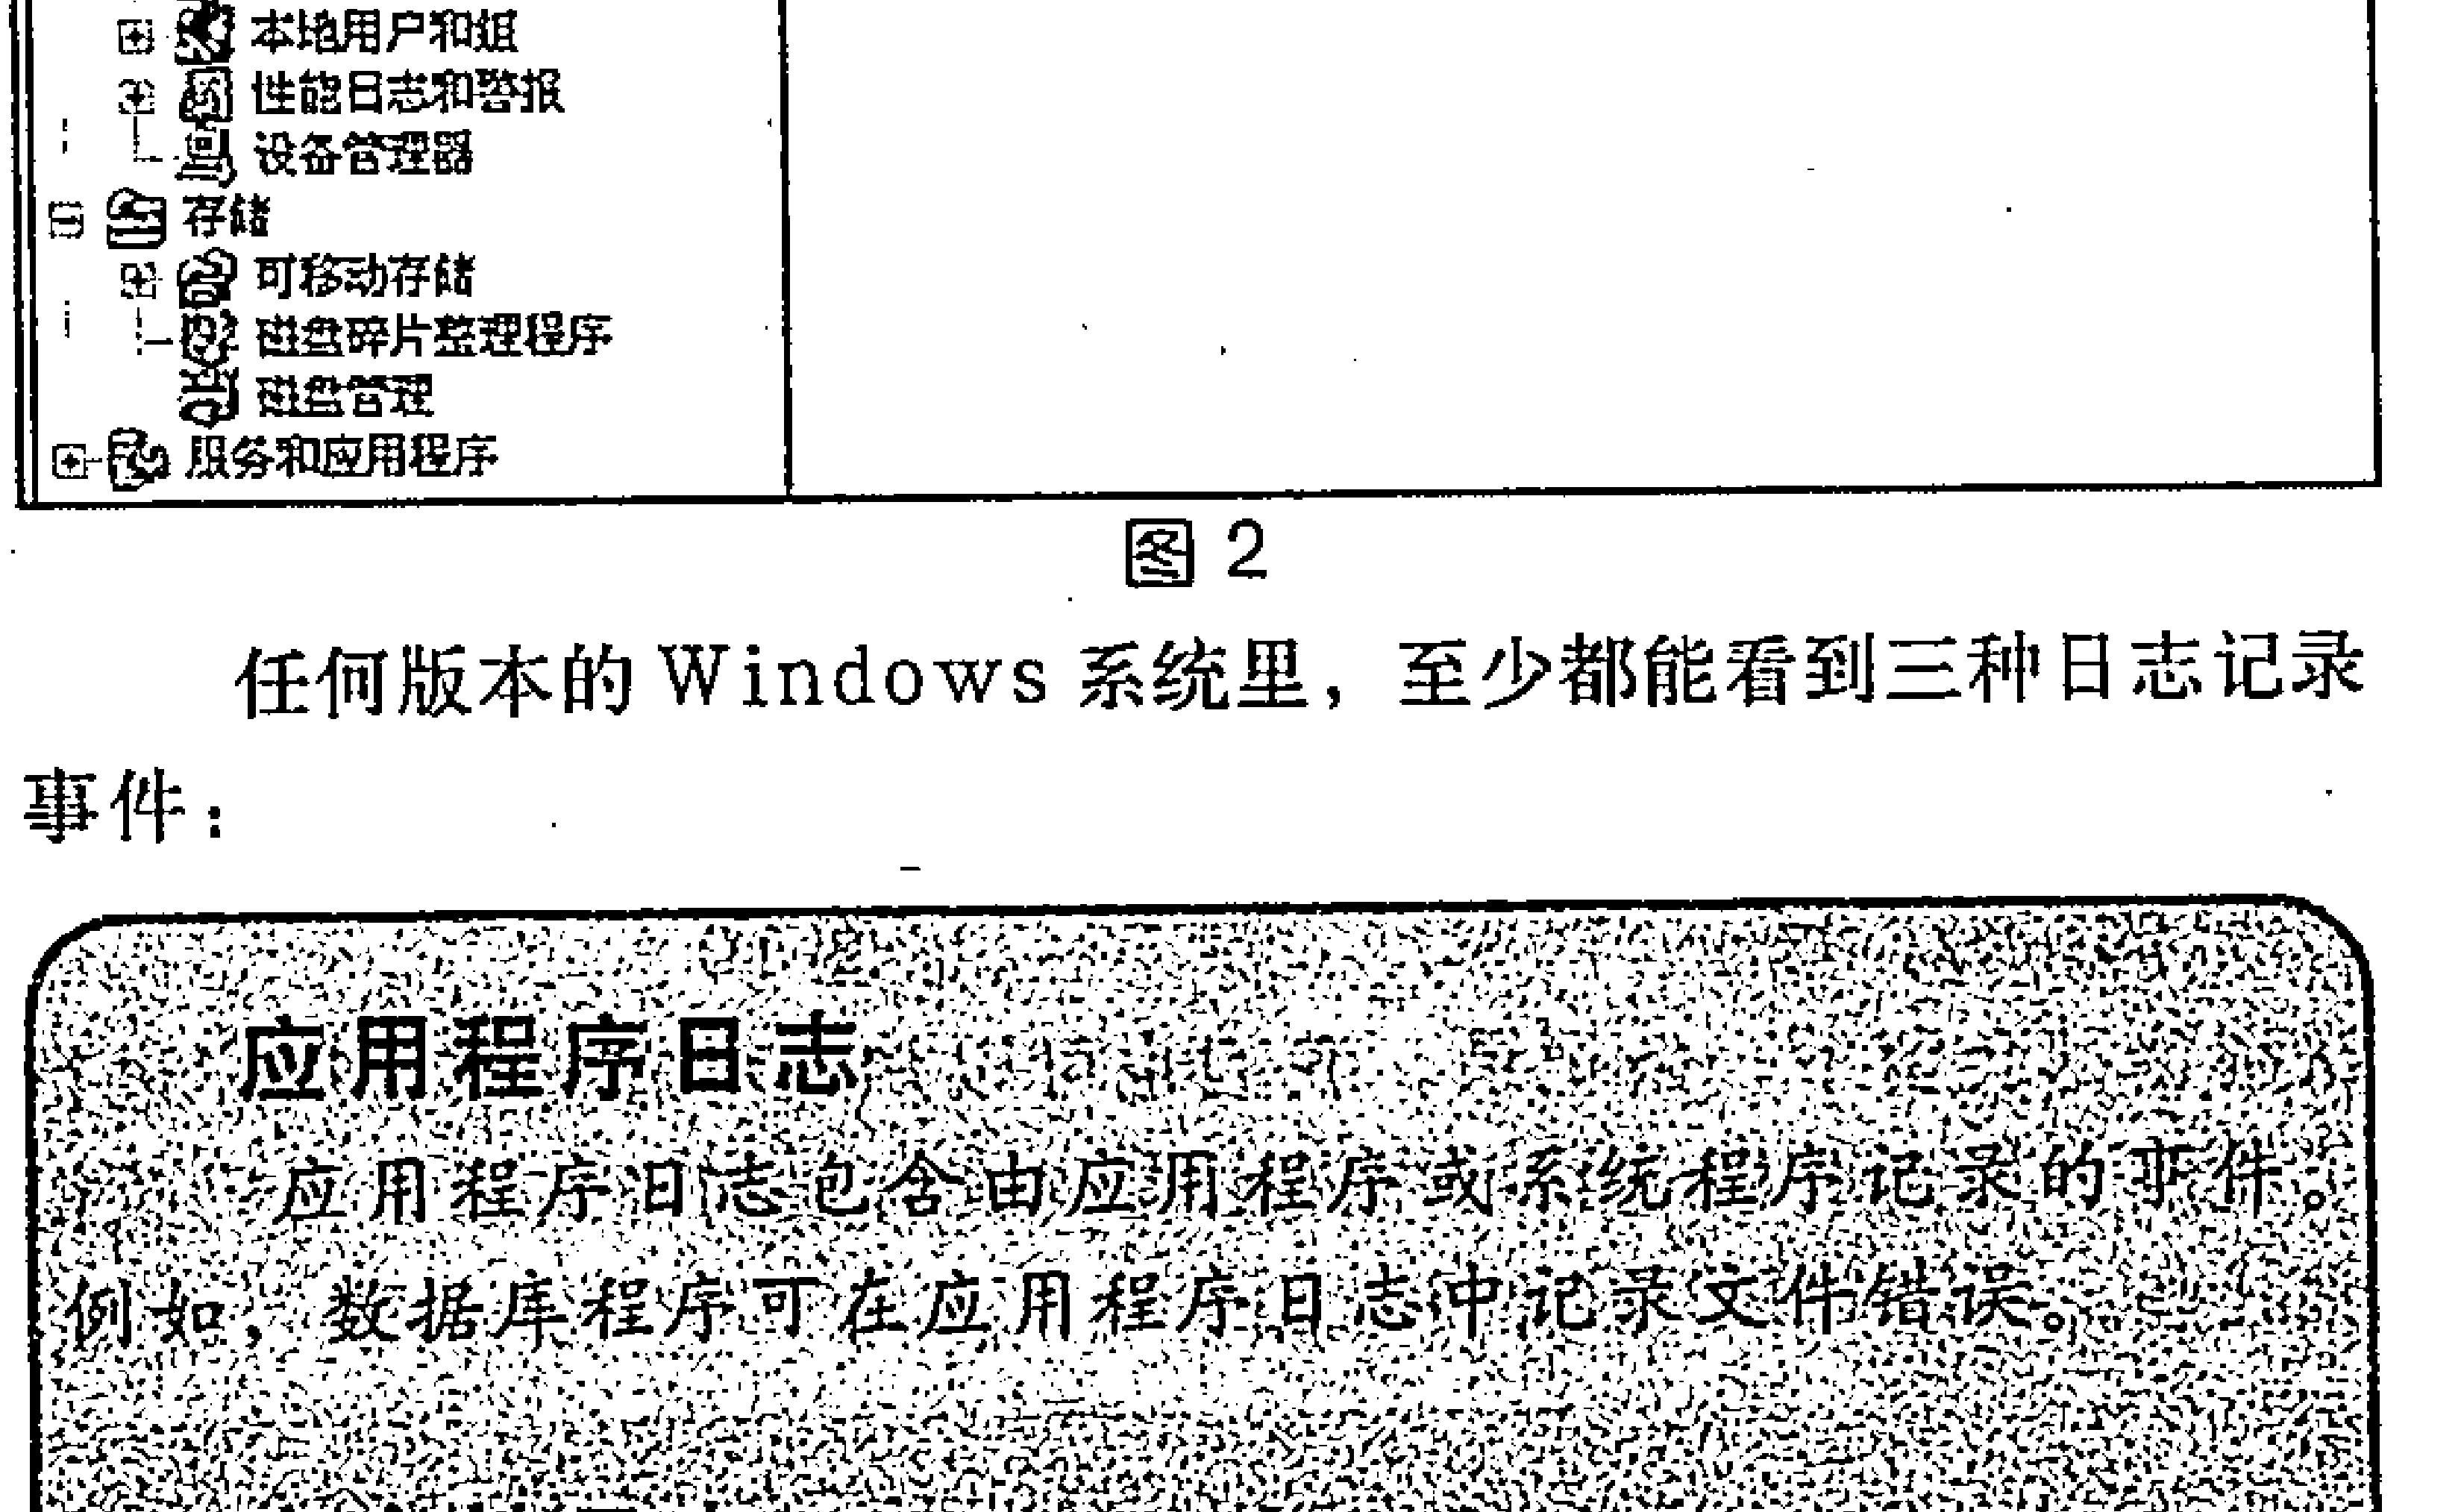 本地用户和组
性能日志和警报
设备管理器
存储
可移动存储
磁盘碎片整理程序
磁盘管理
服务和应用程序
图 2
任何版本的 Windows 系统里，至少都能看到三种日志记录
事件：
应用程序日志
应用程序日志包含由应用程序或系统程序记录的事件。
例如，数据库程序可在应用程序日志中记录文件错误。